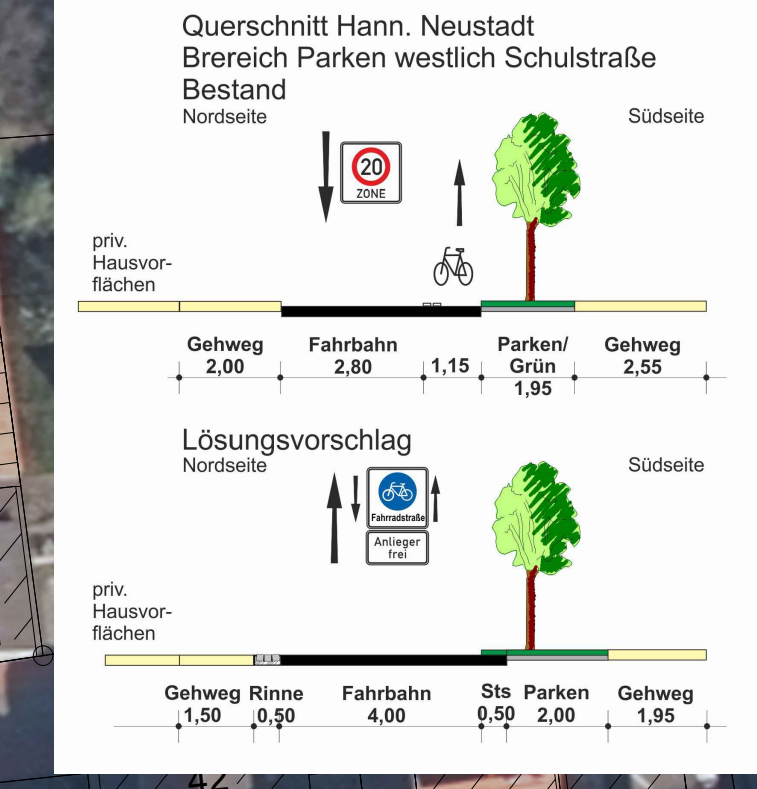 Querschnitt Hann. Neustadt
Brereich Parken westlich Schulstraße
Bestand
Nordseite
Südseite
20
ZONE
priv.
Hausvor-
flächen
Gehweg
2,00
Fahrbahn
2,80
1,15
Parken/
Grün
1,95
Gehweg
2,55
Lösungsvorschlag
Nordseite
Südseite
Fahrradstraße
Anlieger
frei
priv.
Hausvor-
flächen
Gehweg Rinne Fahrbahn Sts Parken Gehweg
1,50 0,50 4,00 0,50 2,00 1,95
42